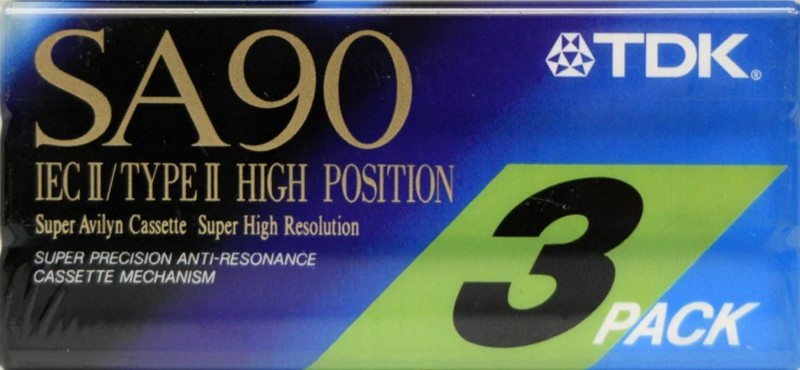 SA90
TDK®
IEC II/TYPE II HIGH POSITION
Super Avilyn Cassette Super High Resolution
SUPER PRECISION ANTI-RESONANCE
CASSETTE MECHANISM
3
PACK